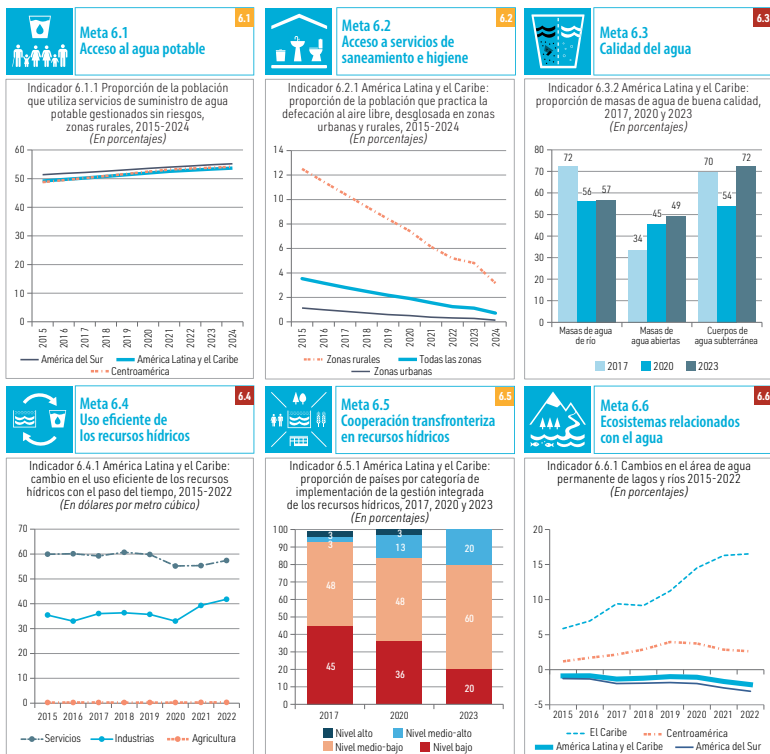 Meta 6.1
Acceso al agua potable
6.1
Indicador 6.1.1 Proporción de la población
que utiliza servicios de suministro de agua
potable gestionados sin riesgos,
zonas rurales, 2015-2024
(En porcentajes)
60
50
40
30
20
10
0
2015
2016
2017
2018
2019
2020
2021
2022
2023
2024
América del Sur
América Latina y el Caribe
Centroamérica
Meta 6.2
Acceso a servicios de
saneamiento e higiene
6.2
Indicador 6.2.1 América Latina y el Caribe:
proporción de la población que practica la
defecación al aire libre, desglosada en zonas
urbanas y rurales, 2015-2024
(En porcentajes)
14
12
10
8
6
4
2
0
2015
2016
2017
2018
2019
2020
2021
2022
2023
2024
Zonas rurales
Todas las zonas
Zonas urbanas
Meta 6.3
Calidad del agua
6.3
Indicador 6.3.2 América Latina y el Caribe:
proporción de masas de agua de buena calidad,
2017, 2020 y 2023
(En porcentajes)
80
70
60
50
40
30
20
10
0
72
56
57
34
45
49
70
54
72
Masas de agua
de río
Masas de
agua abiertas
Cuerpos de
agua subterránea
2017
2020
2023
Meta 6.4
Uso eficiente de
los recursos hídricos
6.4
Indicador 6.4.1 América Latina y el Caribe:
cambio en el uso eficiente de los recursos
hídricos con el paso del tiempo, 2015-2022
(En dólares por metro cúbico)
70
60
50
40
30
20
10
0
2015 2016 2017 2018 2019 2020 2021 2022
Servicios
Industrias
Agricultura
Meta 6.5
Cooperación transfronteriza
en recursos hídricos
6.5
Indicador 6.5.1 América Latina y el Caribe:
proporción de países por categoría de
implementación de la gestión integrada
de los recursos hídricos, 2017, 2020 y 2023
(En porcentajes)
100
90
80
70
60
50
40
30
20
10
0
3
3
48
45
3
13
48
36
20
60
20
2017
2020
2023
Nivel alto
Nivel medio-alto
Nivel medio-bajo
Nivel bajo
Meta 6.6
Ecosistemas relacionados
con el agua
6.6
Indicador 6.6.1 Cambios en el área de agua
permanente de lagos y ríos 2015-2022
(En porcentajes)
20
15
10
5
0
-5
2015 2016 2017 2018 2019 2020 2021 2022
El Caribe
Centroamérica
América Latina y el Caribe
América del Sur